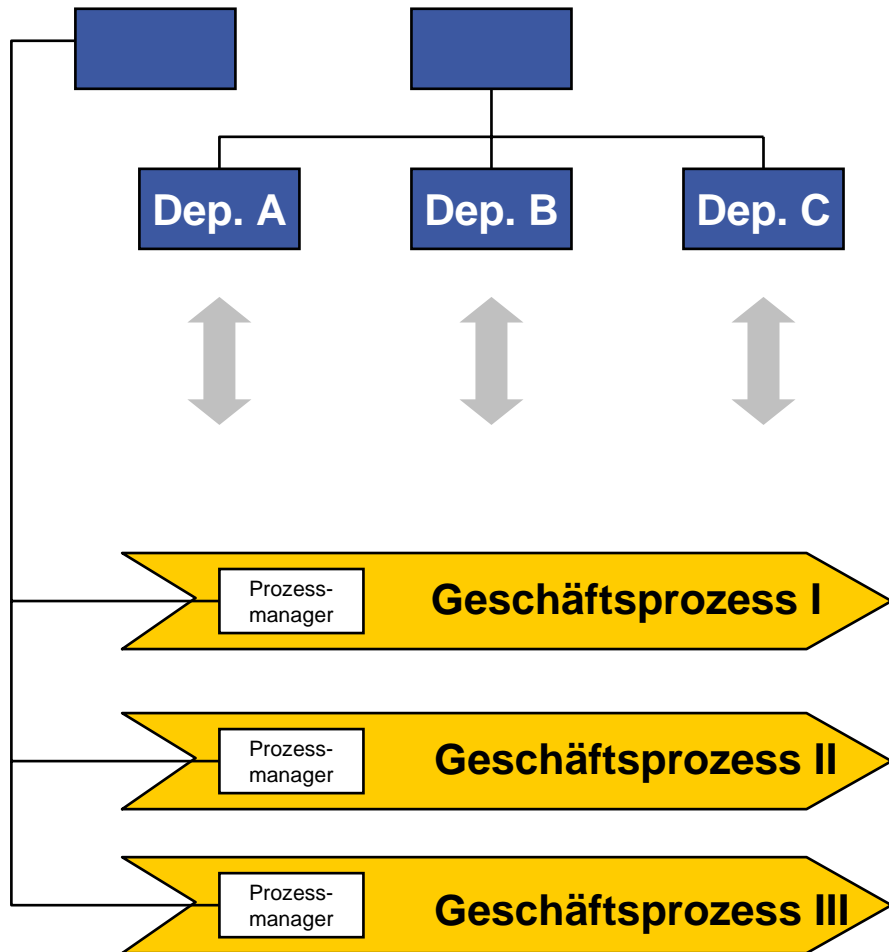 Dep. A
Dep. B
Dep. C
Prozess-
manager
Geschäftsprozess I
Prozess-
manager
Geschäftsprozess II
Prozess-
manager
Geschäftsprozess III